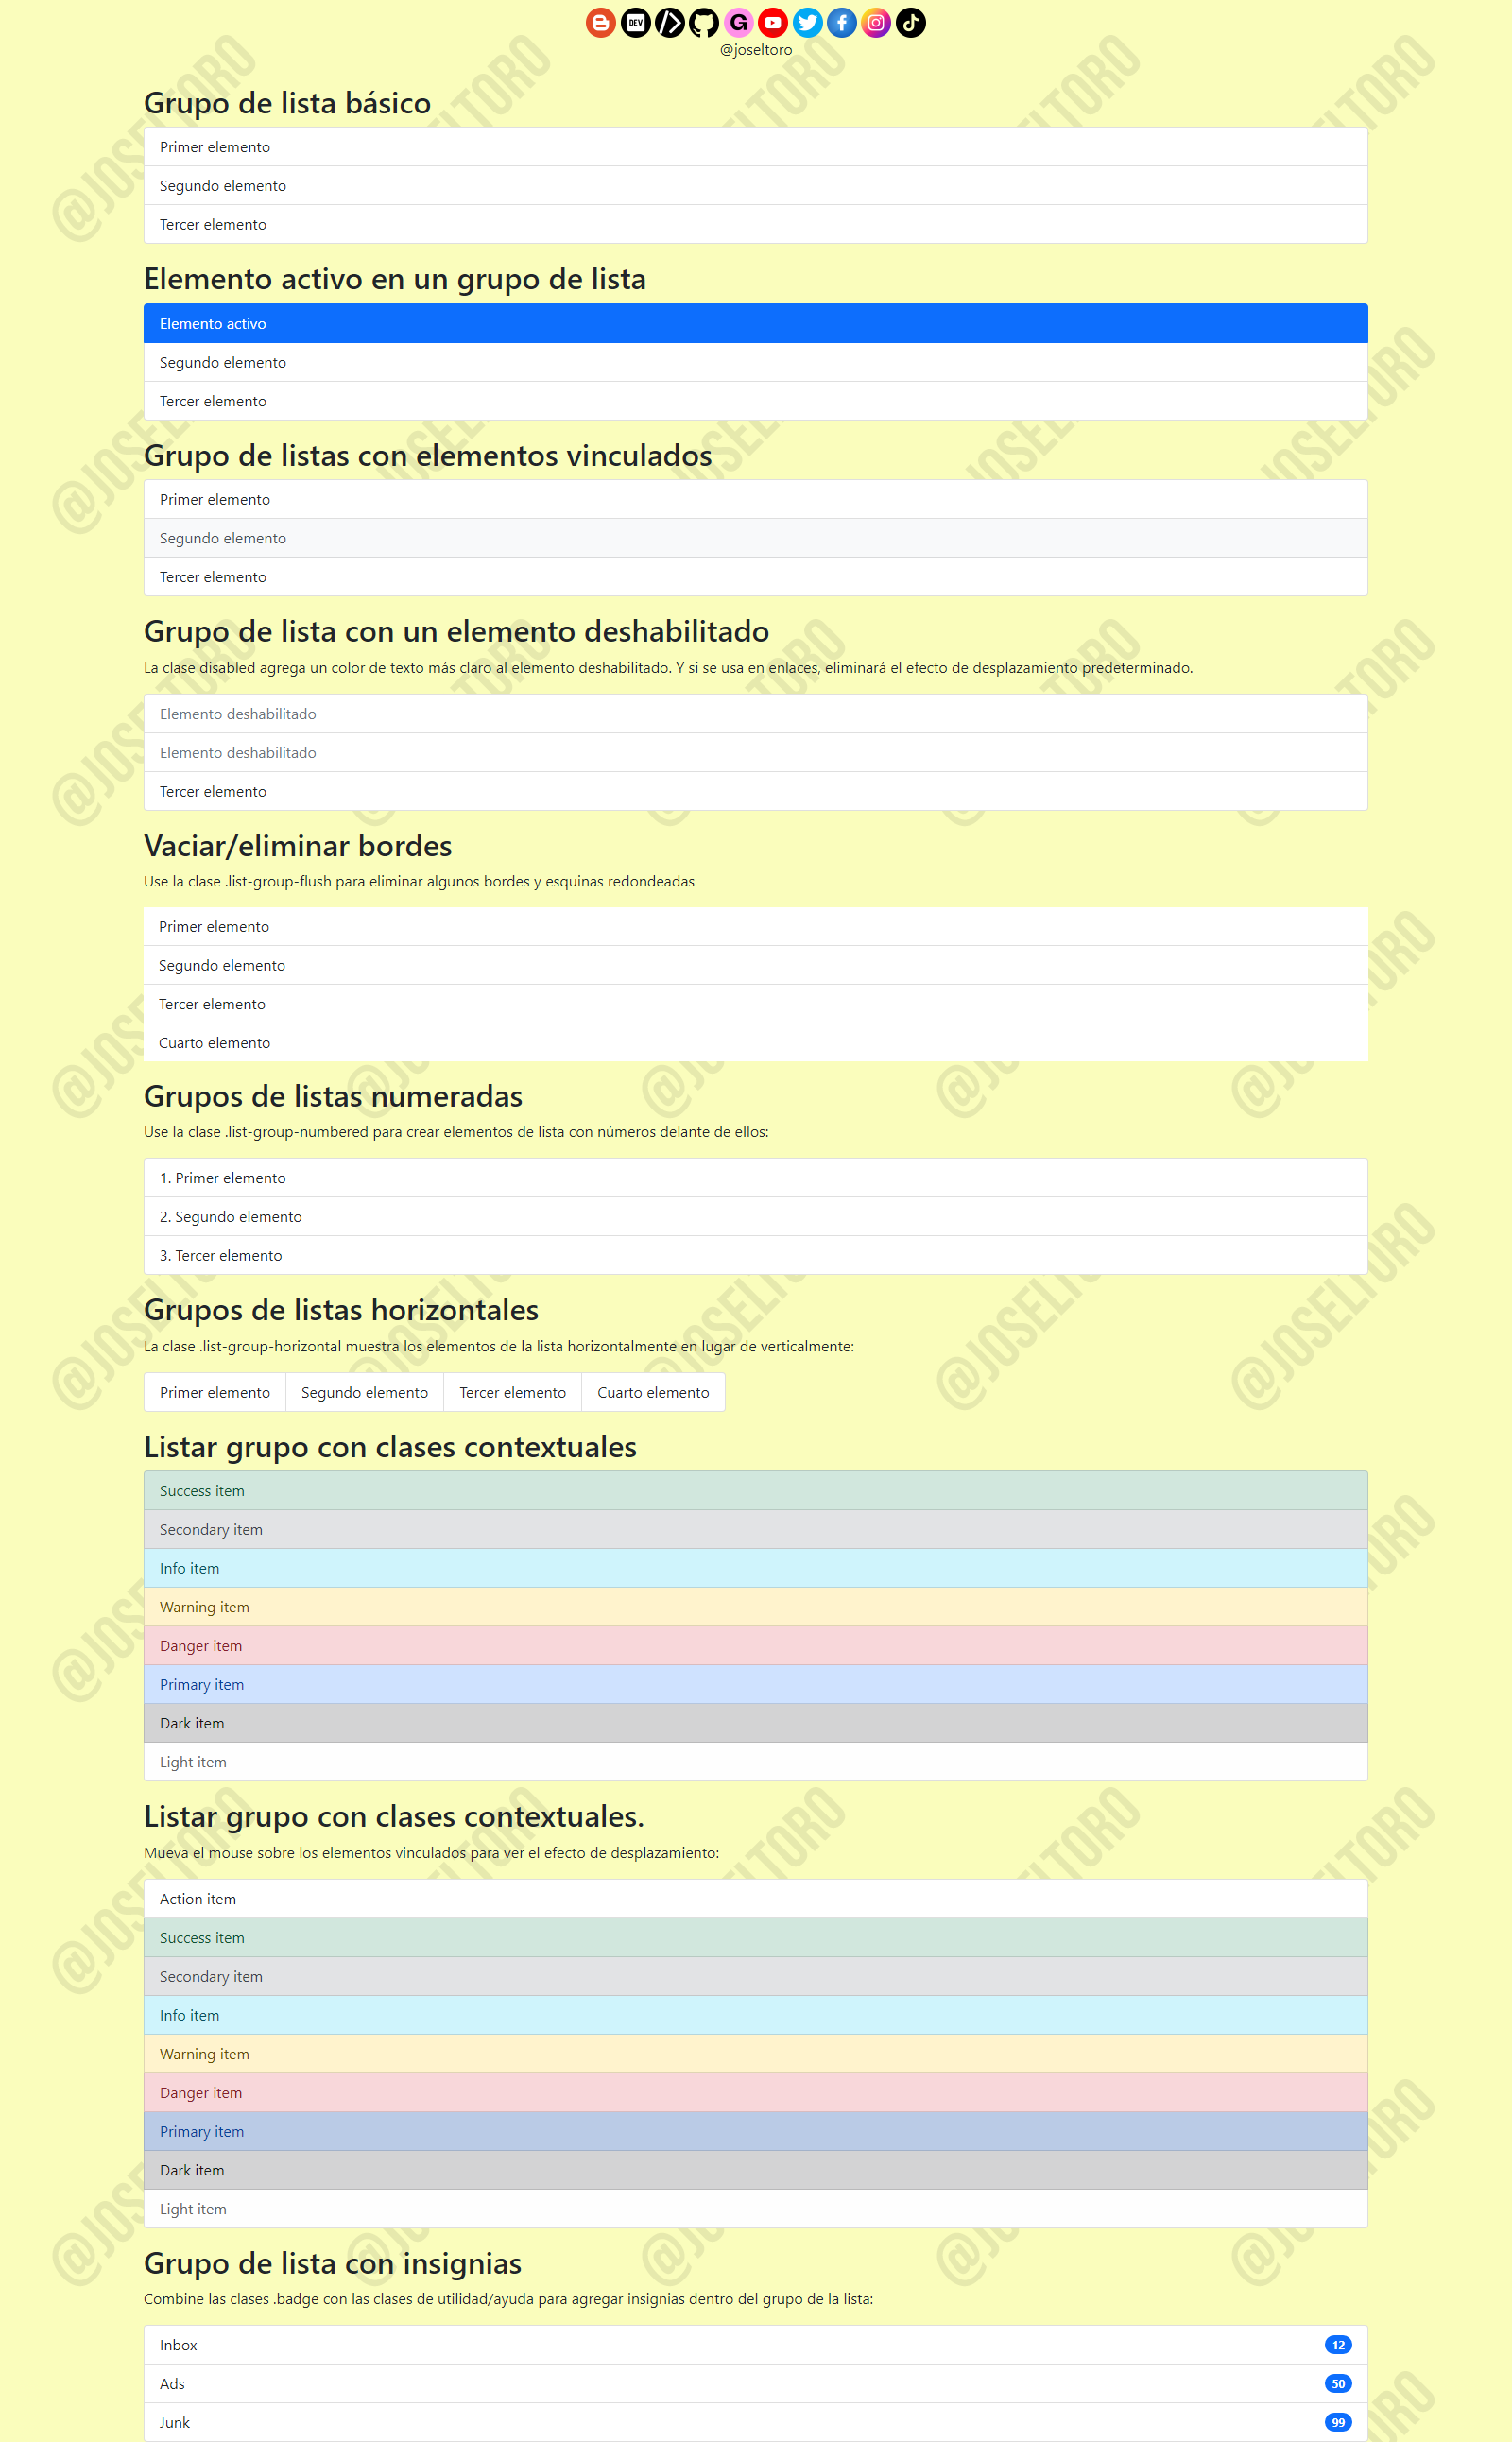 DEV
G
@joseltoro
Grupo de lista básico
Primer elemento
Segundo elemento
Tercer elemento
Elemento activo en un grupo de lista
Elemento activo
Segundo elemento
Tercer elemento
Grupo de listas con elementos vinculados
Primer elemento
Segundo elemento
Tercer elemento
Grupo de lista con un elemento deshabilitado
La clase disabled agrega un color de texto más claro al elemento deshabilitado. Y si se usa en enlaces, eliminará el efecto de desplazamiento predeterminado.
Elemento deshabilitado
Elemento deshabilitado
Tercer elemento
Vaciar/eliminar bordes
Use la clase .list-group-flush para eliminar algunos bordes y esquinas redondeadas
Primer elemento
Segundo elemento
Tercer elemento
Cuarto elemento
Grupos de listas numeradas
Use la clase .list-group-numbered para crear elementos de lista con números delante de ellos:
1. Primer elemento
2. Segundo elemento
3. Tercer elemento
Grupos de listas horizontales
La clase .list-group-horizontal muestra los elementos de la lista horizontalmente en lugar de verticalmente:
Primer elemento Segundo elemento Tercer elemento Cuarto elemento
Listar grupo con clases contextuales
Success item
Secondary item
Info item
Warning item
Danger item
Primary item
Dark item
Light item
Listar grupo con clases contextuales.
Mueva el mouse sobre los elementos vinculados para ver el efecto de desplazamiento:
Action item
Success item
Secondary item
Info item
Warning item
Danger item
Primary item
Dark item
Light item
Grupo de lista con insignias
Combine las clases .badge con las clases de utilidad/ayuda para agregar insignias dentro del grupo de la lista:
Inbox 12
Ads 50
Junk 99
@JOSELTORO